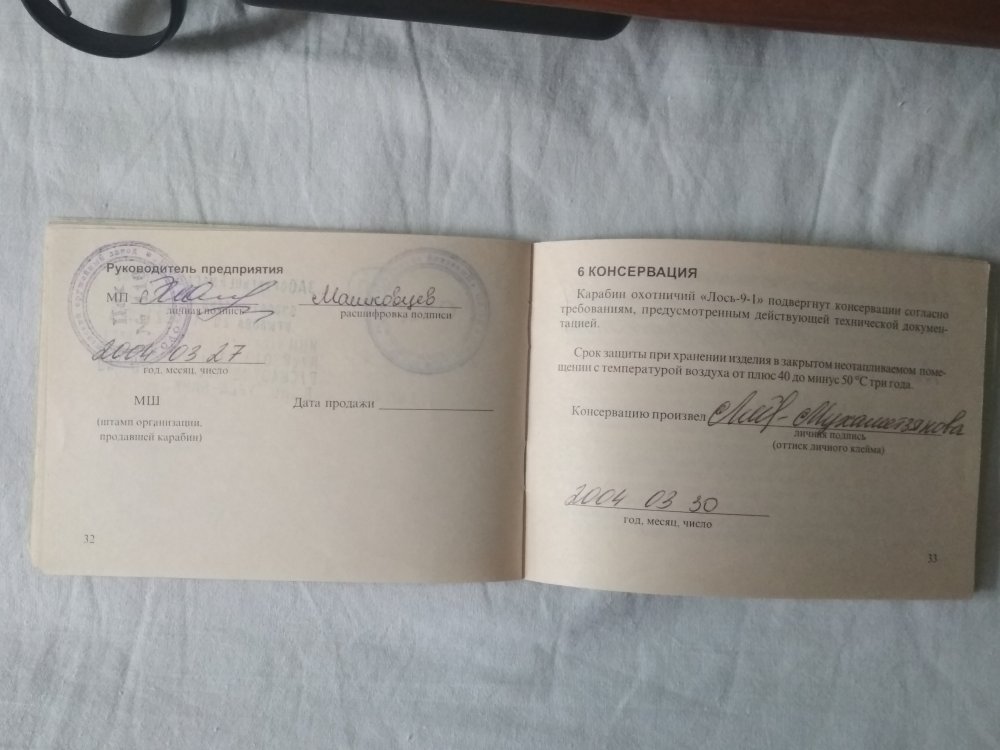 Руководитель предприятия
МП
Машковцев
личная подпись
расшифровка подписи
2004 03 27
год, месяц, число
МШ
Дата продажи
(штамп организации,
продавшей карабин)
32
6 КОНСЕРВАЦИЯ
Карабин охотничий «Лось-9-1» подвергнут консервации согласно
требованиям, предусмотренным действующей технической докумен-
тацией.
Срок защиты при хранении изделия в закрытом неотапливаемом поме-
щении с температурой воздуха от плюс 40 до минус 50 °С три года.
Консервацию произвел Мухаметзянова
личная подпись
(оттиск личного клейма)
2004 03 30
год, месяц, число
33